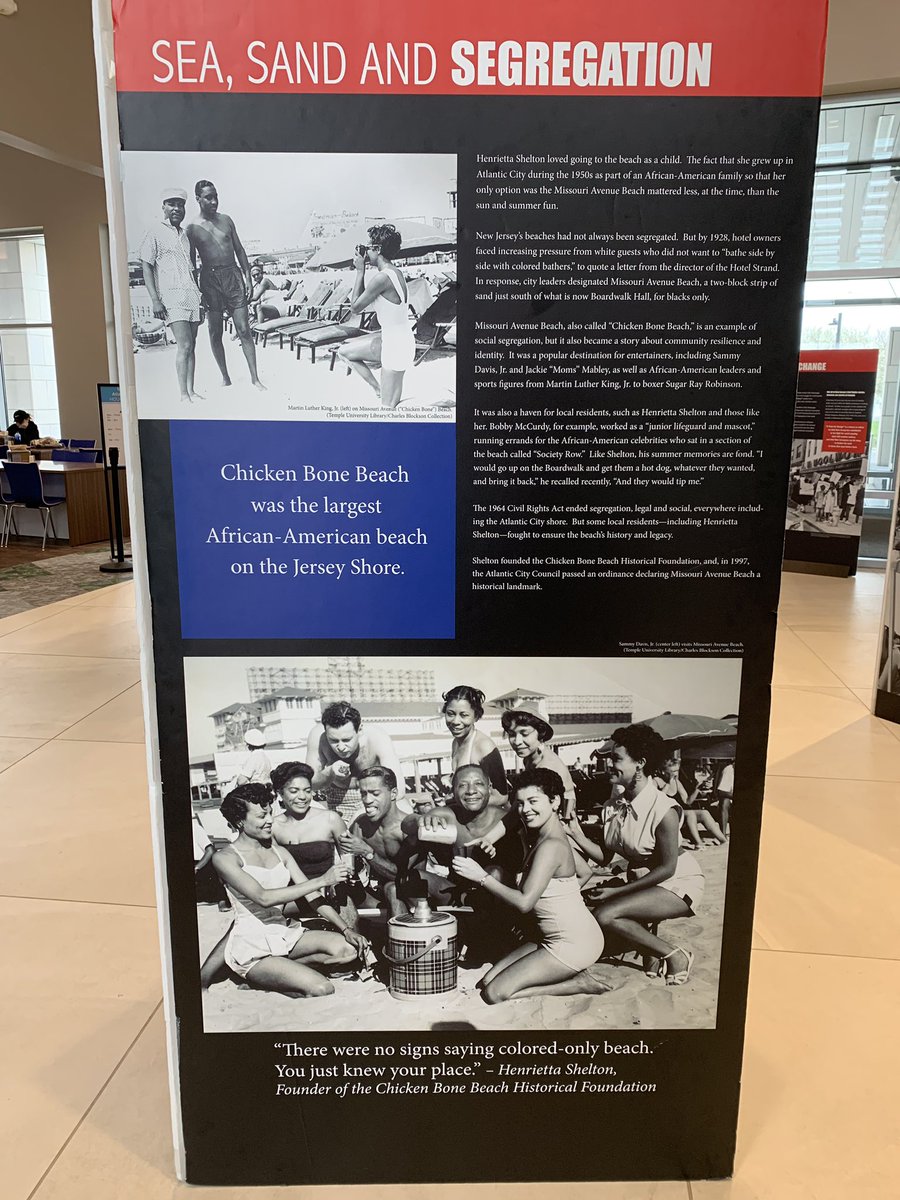 SEA, SAND AND SEGREGATION
Henrietta Shelton loved going to the beach as a child. The fact that she grew up in
Atlantic City during the 1950s as part of an African-American family so that her
only option was the Missouri Avenue Beach mattered less, at the time, than the
sun and summer fun.
New Jersey's beaches had not always been segregated. But by 1928, hotel owners
faced increasing pressure from white guests who did not want to "bathe side by
side with colored bathers," to quote a letter from the director of the Hotel Strand.
In response, city leaders designated Missouri Avenue Beach, a two-block strip of
sand just south of what is now Boardwalk Hall, for blacks only.
Missouri Avenue Beach, also called "Chicken Bone Beach," is an example of
social segregation, but it also became a story about community resilience and
identity. It was a popular destination for entertainers, including Sammy
Davis, Jr. and Jackie "Moms" Mabley, as well as African-American leaders and
sports figures from Martin Luther King, Jr. to boxer Sugar Ray Robinson.
It was also a haven for local residents, such as Henrietta Shelton and those like
her. Bobby McCurdy, for example, worked as a "junior lifeguard and mascot,"
running errands for the African-American celebrities who sat in a section of
the beach called "Society Row." Like Shelton, his summer memories are fond. "I
would go up on the Boardwalk and get them a hot dog, whatever they wanted,
and bring it back," he recalled recently, "And they would tip me."
The 1964 Civil Rights Act ended segregation, legal and social, everywhere includ-
ing the Atlantic City shore. But some local residents—including Henrietta
Shelton—fought to ensure the beach's history and legacy.
Shelton founded the Chicken Bone Beach Historical Foundation, and, in 1997,
the Atlantic City Council passed an ordinance declaring Missouri Avenue Beach a
historical landmark.
Martin Luther King, Jr. (left) on Missouri Avenue ("Chicken Bone") Beach.
(Temple University Library/Charles Blockson Collection)
Chicken Bone Beach
was the largest
African-American beach
on the Jersey Shore.
Sammy Davis, Jr. (center left) visits Missouri Avenue Beach.
(Temple University Library/Charles Blockson Collection)
"There were no signs saying colored-only beach.
You just knew your place." – Henrietta Shelton,
Founder of the Chicken Bone Beach Historical Foundation
CHANGE